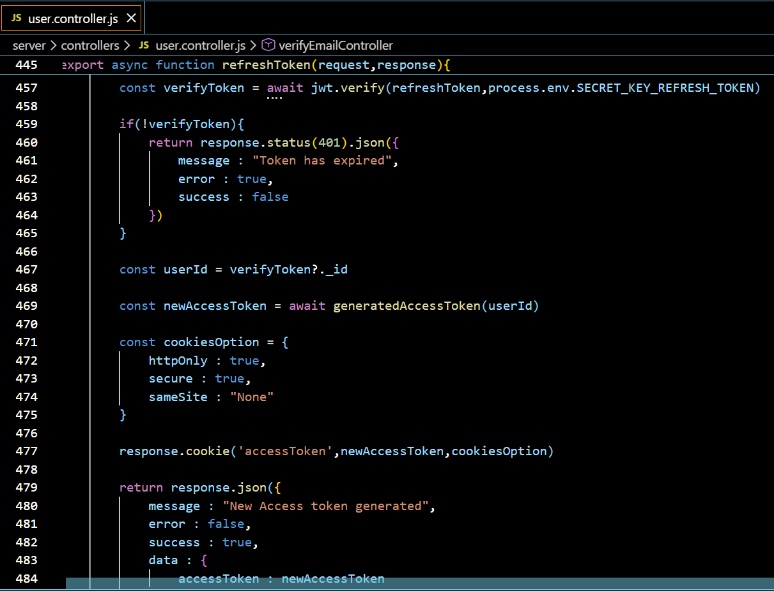 JS user.controller.js ×
server > controllers > JS user.controller.js > verifyEmailController
445 export async function refreshToken(request,response){
457 const verifyToken = await jwt.verify(refreshToken,process.env.SECRET_KEY_REFRESH_TOKEN)
458
459 if(!verifyToken){
460 return response.status(401).json({
461 message : "Token has expired",
462 error : true,
463 success : false
464 })
465 }
466
467 const userId = verifyToken?._id
468
469 const newAccessToken = await generatedAccessToken(userId)
470
471 const cookiesOption = {
472 httpOnly : true,
473 secure : true,
474 sameSite : "None"
475 }
476
477 response.cookie('accessToken',newAccessToken,cookiesOption)
478
479 return response.json({
480 message : "New Access token generated",
481 error : false,
482 success : true,
483 data : {
484 accessToken : newAccessToken